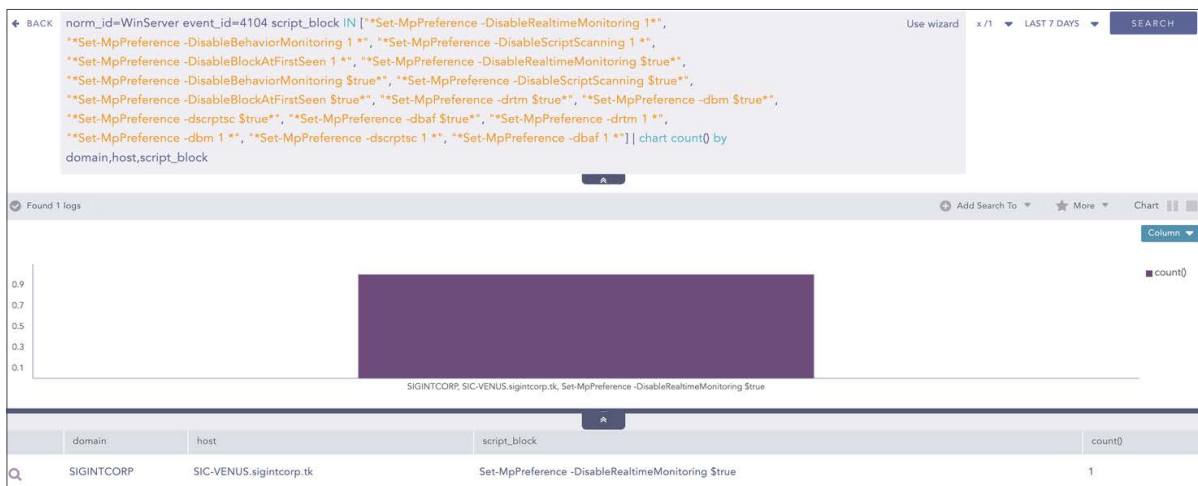 BACK
norm_id=WinServer event_id=4104 script_block IN ["*Set-MpPreference -DisableRealtimeMonitoring 1*",
"*Set-MpPreference -DisableBehaviorMonitoring 1 *", "*Set-MpPreference -DisableScriptScanning 1 *",
"*Set-MpPreference -DisableBlockAtFirstSeen 1 *", "*Set-MpPreference -DisableRealtimeMonitoring $true*",
"*Set-MpPreference -DisableBehaviorMonitoring $true*", "*Set-MpPreference -DisableScriptScanning $true*",
"*Set-MpPreference -DisableBlockAtFirstSeen $true*", "*Set-MpPreference -drtm $true*", "*Set-MpPreference -dbm $true*",
"*Set-MpPreference -dscrptsc $true*", "*Set-MpPreference -dbaf $true*", "*Set-MpPreference -drtm 1 *",
"*Set-MpPreference -dbm 1 *", "*Set-MpPreference -dscrptsc 1 *", "*Set-MpPreference -dbaf 1 *"] | chart count() by
domain,host,script_block
Use wizard x /1 LAST 7 DAYS SEARCH
Found 1 logs Add Search To More Chart
Column
count()
0.9
0.7
0.5
0.3
0.1
SIGINTCORP, SIC-VENUS.sigintcorp.tk, Set-MpPreference -DisableRealtimeMonitoring $true
domain host script_block count()
SIGINTCORP SIC-VENUS.sigintcorp.tk Set-MpPreference -DisableRealtimeMonitoring $true 1